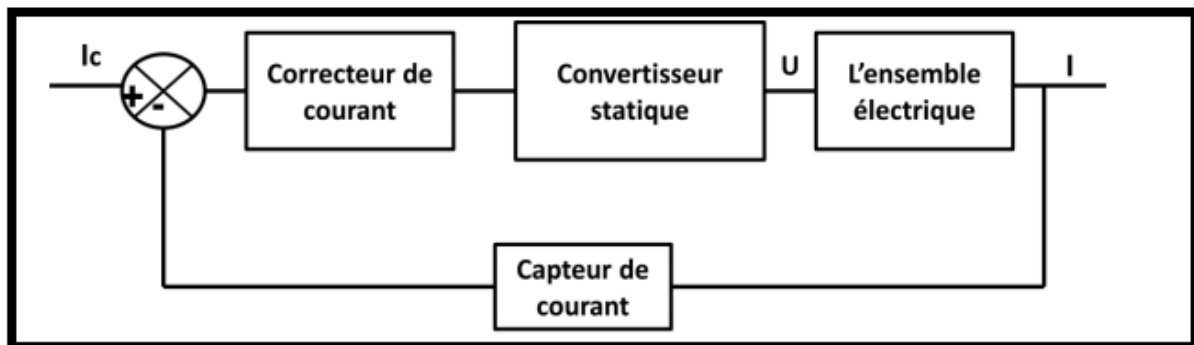 Ic
+
-
Correcteur de
courant
Convertisseur
statique
U
L'ensemble
électrique
I
Capteur de
courant